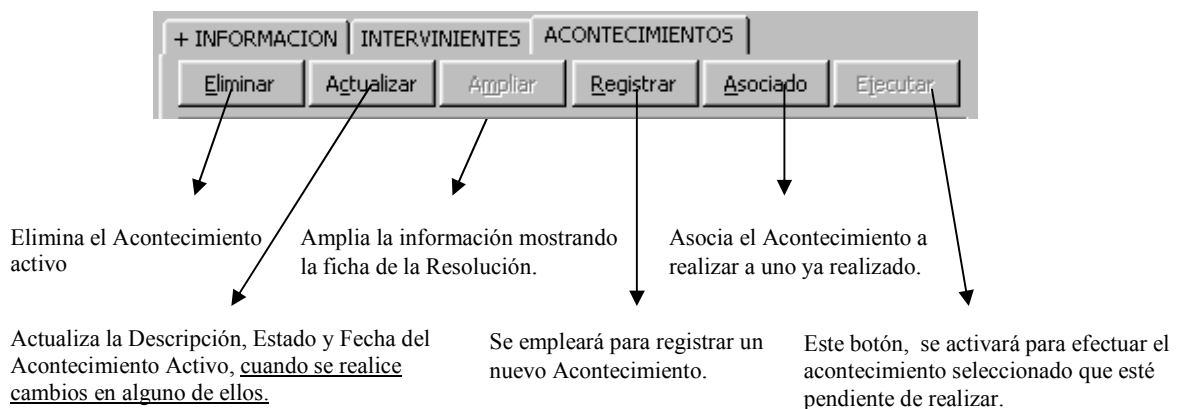 + INFORMACION INTERVINIENTES ACONTECIMIENTOS
Eliminar Actualizar Ampliar Registrar Asociado Ejecutar
Elimina el Acontecimiento
activo
Amplia la información mostrando
la ficha de la Resolución.
Asocia el Acontecimiento a
realizar a uno ya realizado.
Actualiza la Descripción, Estado y Fecha del
Acontecimiento Activo, cuando se realice
cambios en alguno de ellos.
Se empleará para registrar un
nuevo Acontecimiento.
Este botón, se activará para efectuar el
acontecimiento seleccionado que esté
pendiente de realizar.